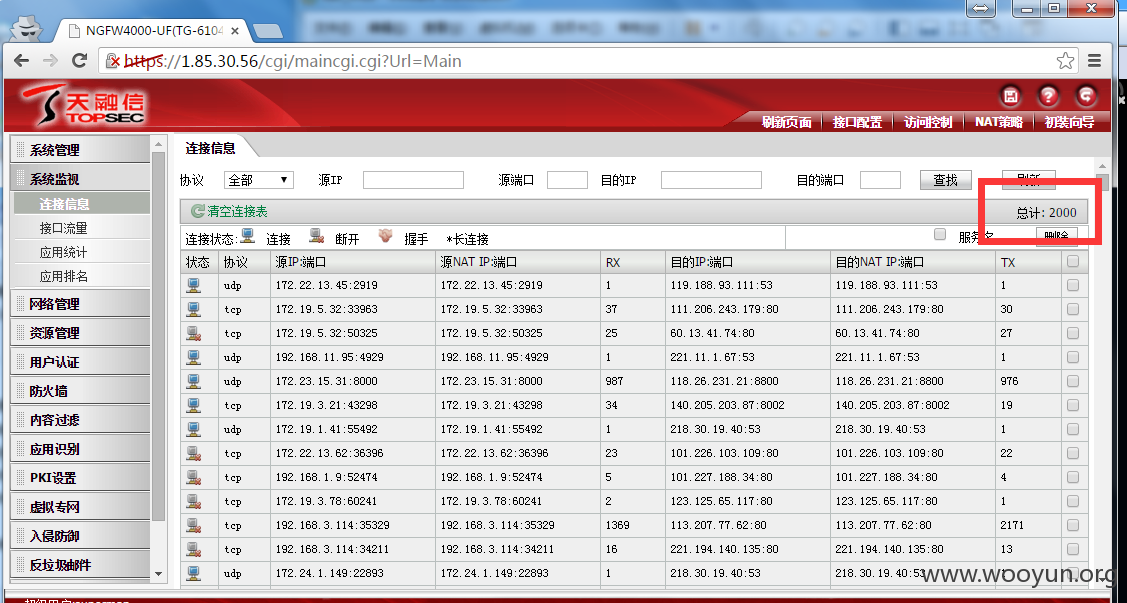 NGFW4000-UF(TG-6104
https://1.85.30.56/cgi/maincgi.cgi?Url=Main
天融信
TOPSEC
刷新页面 接口配置 访问控制 NAT策略 初装向导
系统管理
系统监视
连接信息
接口流量
应用统计
应用排名
网络管理
资源管理
用户认证
防火墙
内容过滤
应用识别
PKI设置
虚拟专网
入侵防御
反垃圾邮件
连接信息
协议 全部 源IP 源端口 目的IP 目的端口 查找 刷新
清空连接表 总计: 2000
连接状态: 连接 断开 握手 *长连接 服务名 删除
状态 协议 源IP:端口 源NAT IP:端口 RX 目的IP:端口 目的NAT IP:端口 TX
udp 172.22.13.45:2919 172.22.13.45:2919 1 119.188.93.111:53 119.188.93.111:53 1
tcp 172.19.5.32:33963 172.19.5.32:33963 37 111.206.243.179:80 111.206.243.179:80 30
tcp 172.19.5.32:50325 172.19.5.32:50325 25 60.13.41.74:80 60.13.41.74:80 27
udp 192.168.11.95:4929 192.168.11.95:4929 1 221.11.1.67:53 221.11.1.67:53 1
udp 172.23.15.31:8000 172.23.15.31:8000 987 118.26.231.21:8800 118.26.231.21:8800 976
tcp 172.19.3.21:43298 172.19.3.21:43298 34 140.205.203.87:8002 140.205.203.87:8002 19
udp 172.19.1.41:55492 172.19.1.41:55492 1 218.30.19.40:53 218.30.19.40:53 1
tcp 172.22.13.62:36396 172.22.13.62:36396 23 101.226.103.109:80 101.226.103.109:80 22
tcp 192.168.1.9:52474 192.168.1.9:52474 5 101.227.188.34:80 101.227.188.34:80 4
tcp 172.19.3.78:60241 172.19.3.78:60241 2 123.125.65.117:80 123.125.65.117:80 1
tcp 192.168.3.114:35329 192.168.3.114:35329 1369 113.207.77.62:80 113.207.77.62:80 2171
tcp 192.168.3.114:34211 192.168.3.114:34211 16 221.194.140.135:80 221.194.140.135:80 13
udp 172.24.1.149:22893 172.24.1.149:22893 1 218.30.19.40:53 218.30.19.40:53
www.wooyun.org